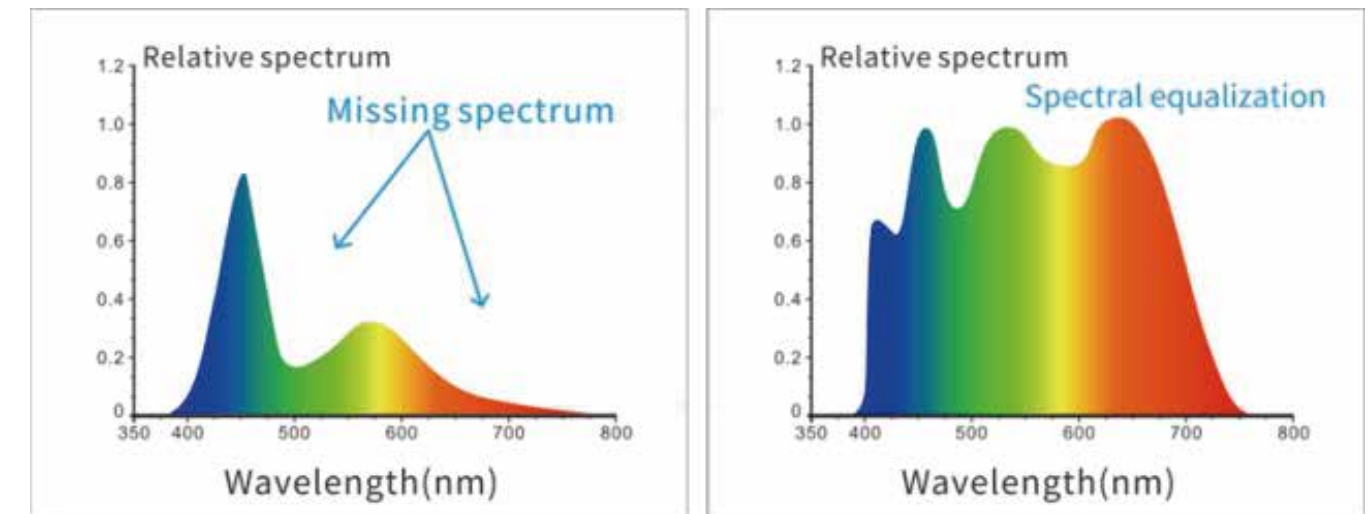 Relative spectrum
Missing spectrum
1.2
1.0
0.8
0.6
0.4
0.2
0
350 400 500 600 700 800
Wavelength(nm)
Relative spectrum
Spectral equalization
1.2
1.0
0.8
0.6
0.4
0.2
0
350 400 500 600 700 800
Wavelength(nm)